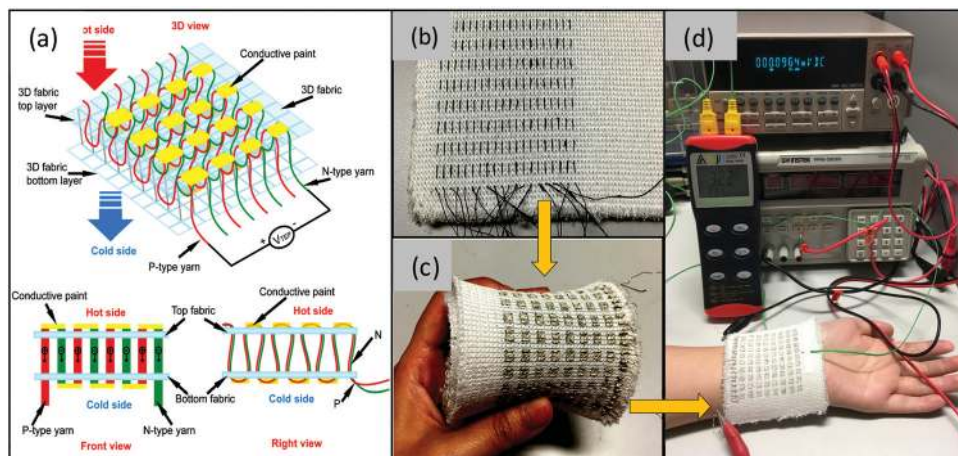 (a)
ot side
3D view
Conductive paint
3D fabric
top layer
3D fabric
3D fabric
bottom layer
N-type yarn
Cold side
+ VTEP -
P-type yarn
Conductive paint
Hot side
Top fabric
Conductive paint
Hot side
N
Cold side
Bottom fabric
Cold side
P
P-type yarn
N-type yarn
Front view
Right view
(b)
(c)
(d)